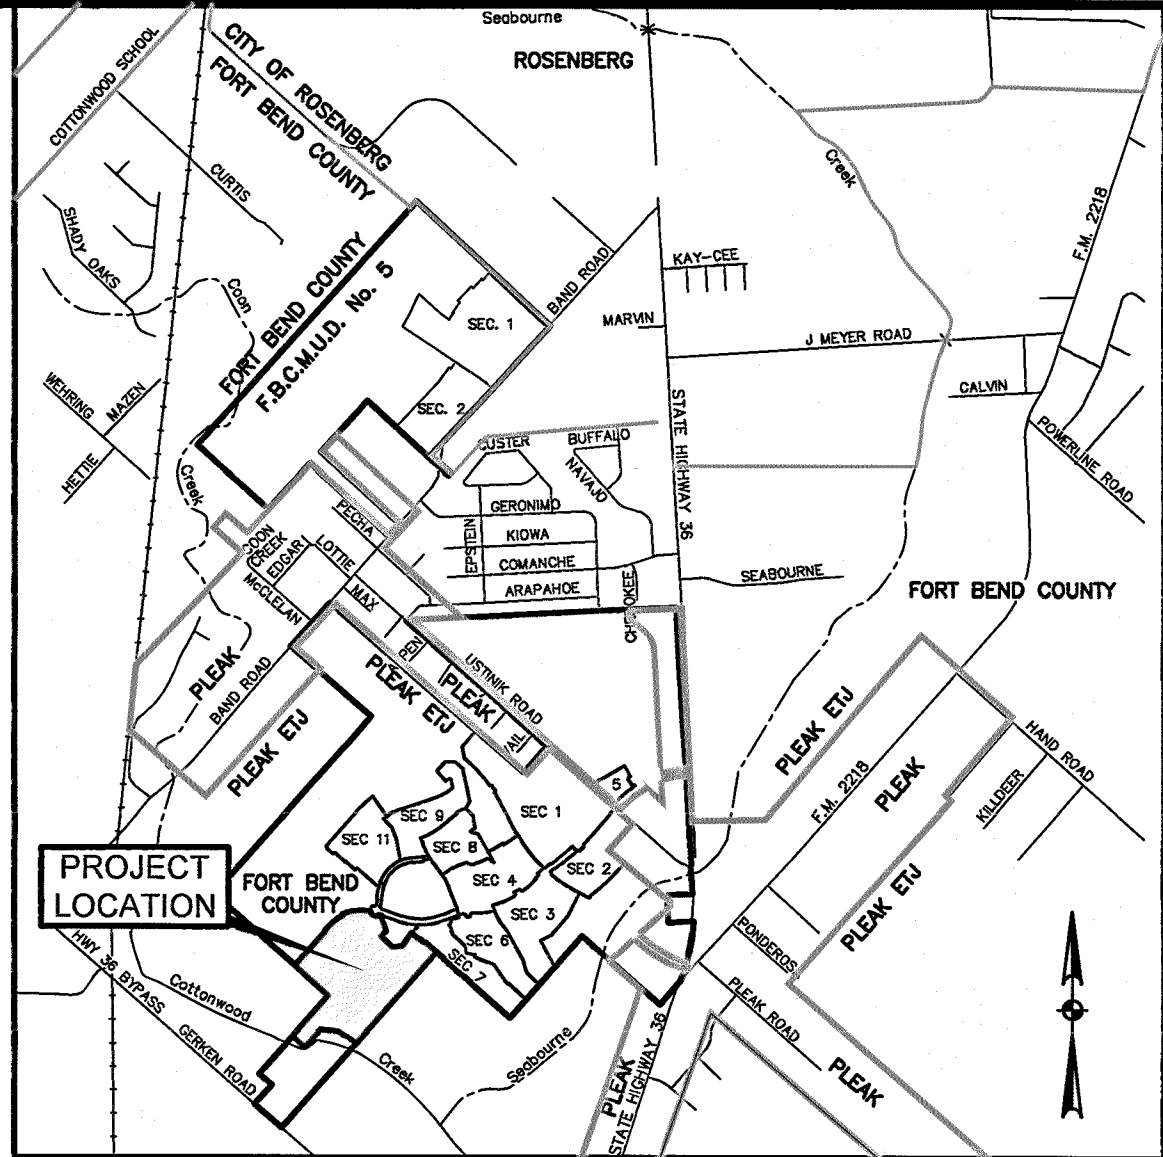 Seabourne
ROSENBERG
COTTONWOOD SCHOOL
CITY OF ROSENBERG
FORT BEND COUNTY
CURTIS
SHADY OAKS
Coon
Creek
F.M. 2218
FORT BEND COUNTY
F.B.C.M.U.D. No. 5
BAND ROAD
KAY-CEE
SEC. 1
MARVIN
J MEYER ROAD
WEHRING
MAZEN
HETTIE
SEC. 2
CALVIN
STATE HIGHWAY 36
POWERLINE ROAD
BUFFALO
NAVAJO
Creek
GERONIMO
PECHA
EPSTEIN
KIOWA
COON
CREEK
EDGAR
LOTTIE
COMANCHE
ARAPAHOE
SEABOURNE
McCLELAN
MAX
FORT BEND COUNTY
PLEAK
BAND ROAD
PLEAK ETJ
PLEAK
USTINIK ROAD
PLEAK ETJ
PLEAK ETJ
F.M. 2218
PLEAK
HAND ROAD
KILLDEER
5
SEC 1
SEC 9
SEC 11
SEC 8
SEC 2
SEC 4
PROJECT
LOCATION
FORT BEND
COUNTY
SEC 3
SEC 6
SEC 7
PLEAK ETJ
PONDEROS
HWY 36 BYPASS
Cottonwood
Creek
GERKEN ROAD
Seabourne
PLEAK ROAD
PLEAK
STATE HIGHWAY 36
PLEAK